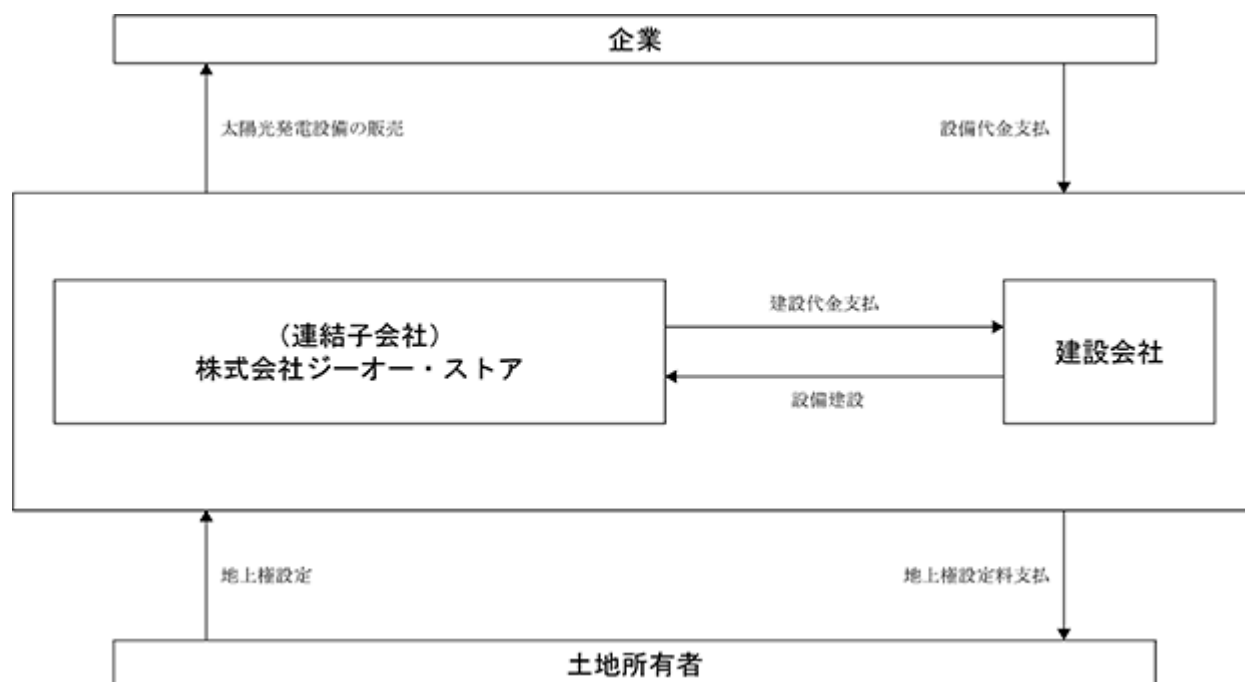 企業
太陽光発電設備の販売
設備代金支払
（連結子会社）
株式会社ジーオー・ストア
建設代金支払
設備建設
建設会社
地上権設定
地上権設定料支払
土地所有者